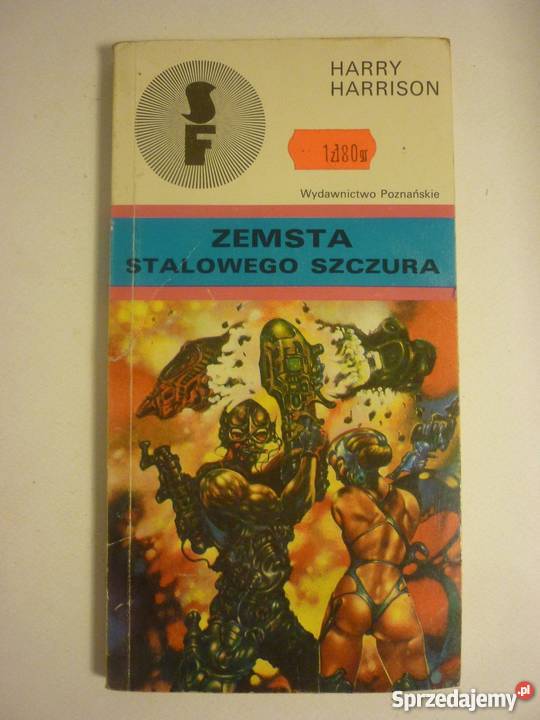 SF
HARRY
HARRISON
1zł80gr
Wydawnictwo Poznańskie
ZEMSTA
STALOWEGO SZCZURA
Sprzedajemy.pl